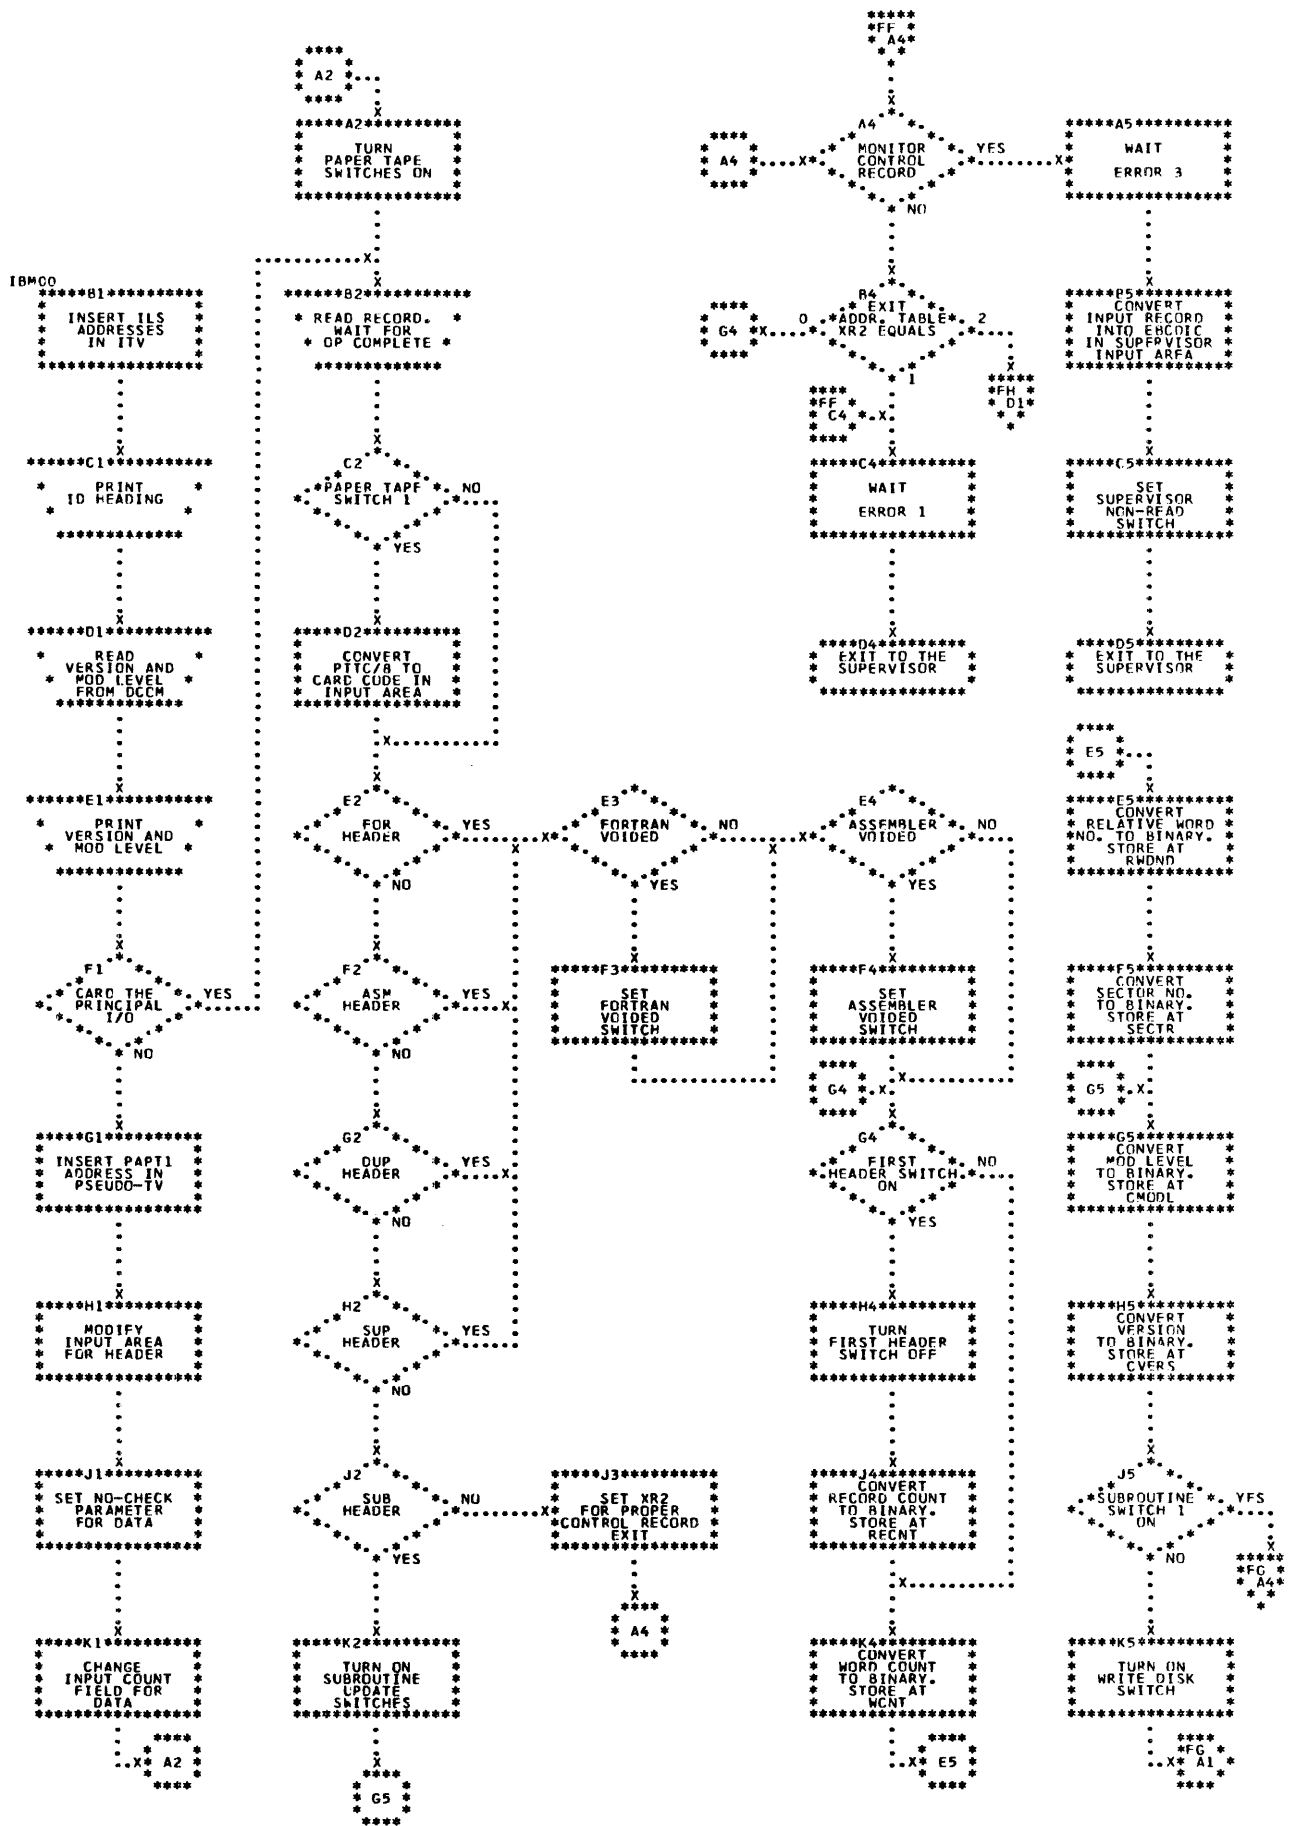 FF
A4
A2
A2
TURN
PAPER TAPE
SWITCHES ON
A4
A4
MONITOR
CONTROL
RECORD
YES
NO
A5
WAIT
ERROR 3
IBM00
B1
INSERT ILS
ADDRESSES
IN ITV
B2
READ RECORD.
WAIT FOR
OP COMPLETE
G4
0
B4
EXIT
ADDR. TABLE
XR2 EQUALS
2
1
FH
D1
B5
CONVERT
INPUT RECORD
INTO EBCDIC
IN SUPERVISOR
INPUT AREA
FF
C4
C1
PRINT
ID HEADING
C2
PAPER TAPE
SWITCH 1
NO
YES
C4
WAIT
ERROR 1
C5
SET
SUPERVISOR
NON-READ
SWITCH
D1
READ
VERSION AND
MOD LEVEL
FROM DCCM
D2
CONVERT
PTTC/8 TO
CARD CODE IN
INPUT AREA
D4
EXIT TO THE
SUPERVISOR
D5
EXIT TO THE
SUPERVISOR
E5
E1
PRINT
VERSION AND
MOD LEVEL
E2
FOR
HEADER
YES
NO
E3
FORTRAN
VOIDED
NO
YES
E4
ASSEMBLER
VOIDED
NO
YES
E5
CONVERT
RELATIVE WORD
NO. TO BINARY.
STORE AT
RWDND
F1
CARD THE
PRINCIPAL
I/O
YES
NO
F2
ASM
HEADER
YES
NO
F3
SET
FORTRAN
VOIDED
SWITCH
F4
SET
ASSEMBLER
VOIDED
SWITCH
F5
CONVERT
SECTOR NO.
TO BINARY.
STORE AT
SECTR
G4
G5
G1
INSERT PAPT1
ADDRESS IN
PSEUDO-TV
G2
DUP
HEADER
YES
NO
G4
FIRST
HEADER SWITCH
ON
NO
YES
G5
CONVERT
MOD LEVEL
TO BINARY.
STORE AT
CMODL
H1
MODIFY
INPUT AREA
FOR HEADER
H2
SUP
HEADER
YES
NO
H4
TURN
FIRST HEADER
SWITCH OFF
H5
CONVERT
VERSION
TO BINARY.
STORE AT
CVERS
J1
SET NO-CHECK
PARAMETER
FOR DATA
J2
SUB
HEADER
NO
YES
J3
SET XR2
FOR PROPER
CONTROL RECORD
EXIT
J4
CONVERT
RECORD COUNT
TO BINARY.
STORE AT
RECNT
J5
SUBROUTINE
SWITCH 1
ON
YES
NO
FG
A4
A4
K1
CHANGE
INPUT COUNT
FIELD FOR
DATA
K2
TURN ON
SUBROUTINE
UPDATE
SWITCHES
K4
CONVERT
WORD COUNT
TO BINARY.
STORE AT
WCNT
K5
TURN ON
WRITE DISK
SWITCH
A2
G5
E5
FG
A1